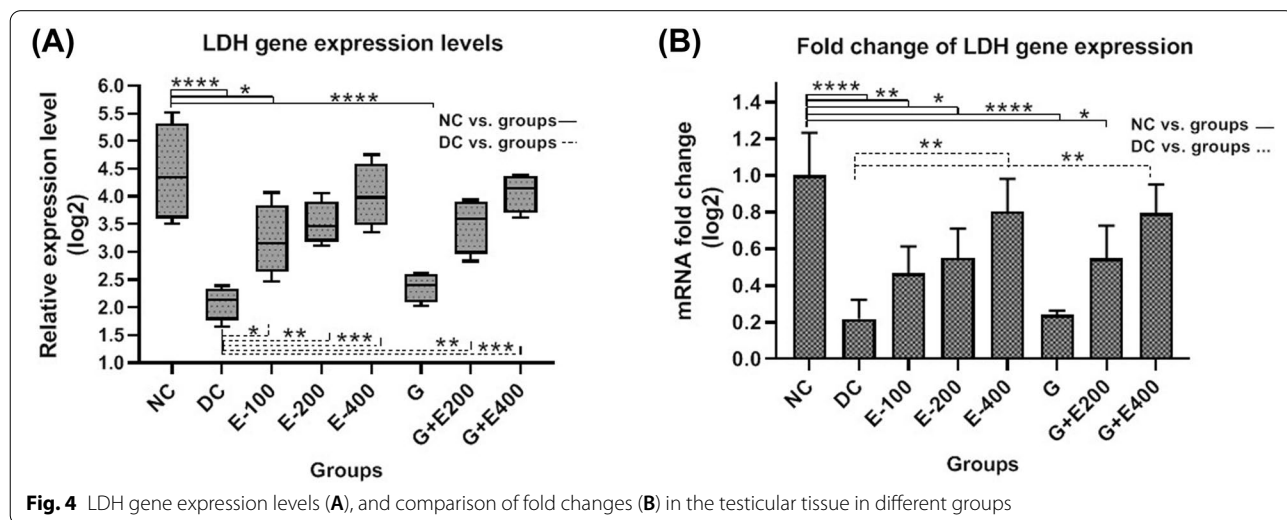 (A)
LDH gene expression levels
Relative expression level
(log2)
6.0
5.5
5.0
4.5
4.0
3.5
3.0
2.5
2.0
1.5
1.0
****
*
****
NC vs. groups
DC vs. groups
*
**
***
**
***
NC
DC
E-100
E-200
E-400
G
G+E200
G+E400
Groups
(B)
Fold change of LDH gene expression
mRNA fold change
(log2)
1.4
1.2
1.0
0.8
0.6
0.4
0.2
0.0
****
**
*
****
*
NC vs. groups
DC vs. groups
**
**
NC
DC
E-100
E-200
E-400
G
G+E200
G+E400
Groups
Fig. 4 LDH gene expression levels (A), and comparison of fold changes (B) in the testicular tissue in different groups